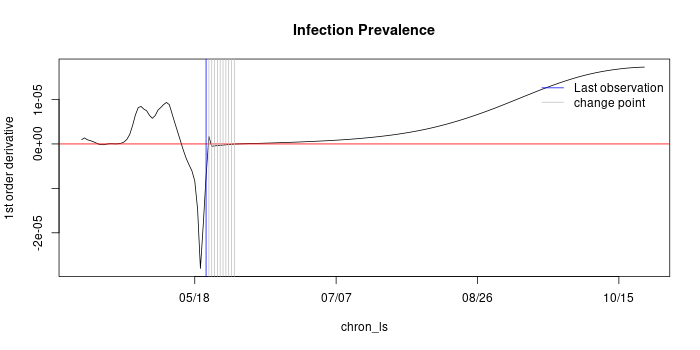 Infection Prevalence
1st order derivative
1e-05
0e+00
-2e-05
Last observation
change point
05/18
07/07
08/26
10/15
chron_ls